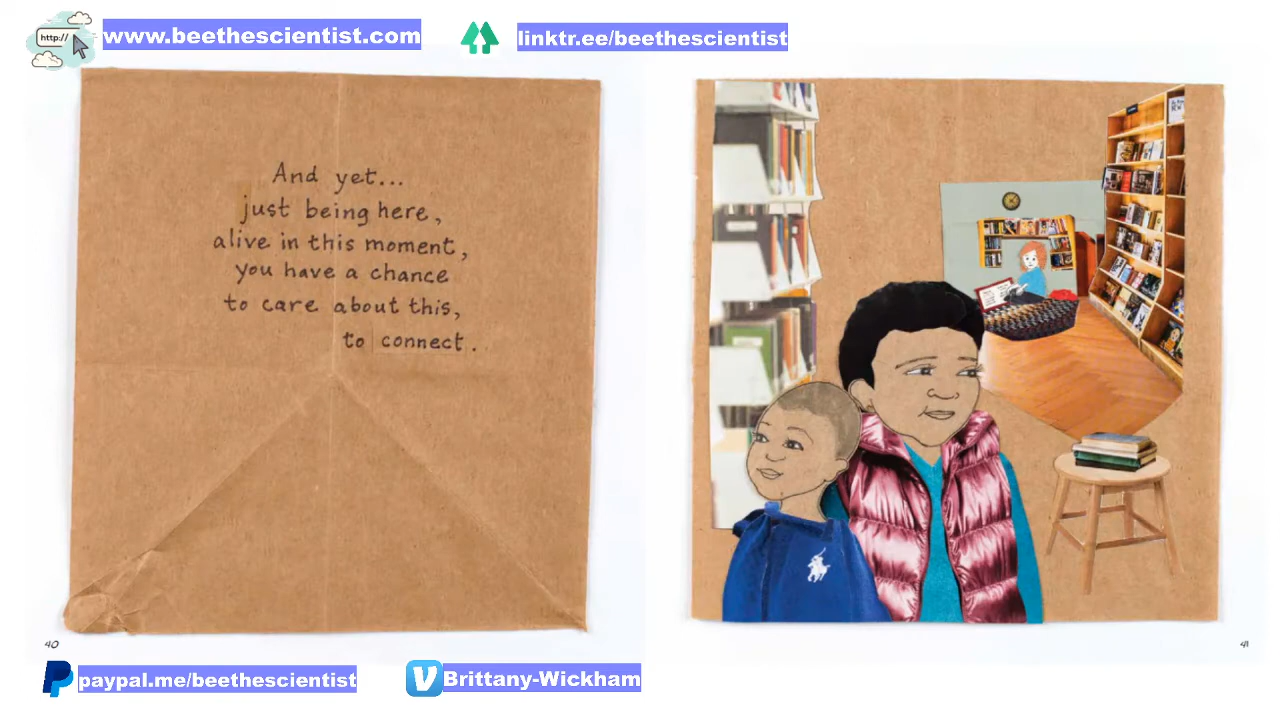 http://
www.beethescientist.com
linktr.ee/beethescientist
And yet...
just being here,
alive in this moment,
you have a chance
to care about this,
to connect.
40
41
paypal.me/beethescientist
Brittany-Wickham